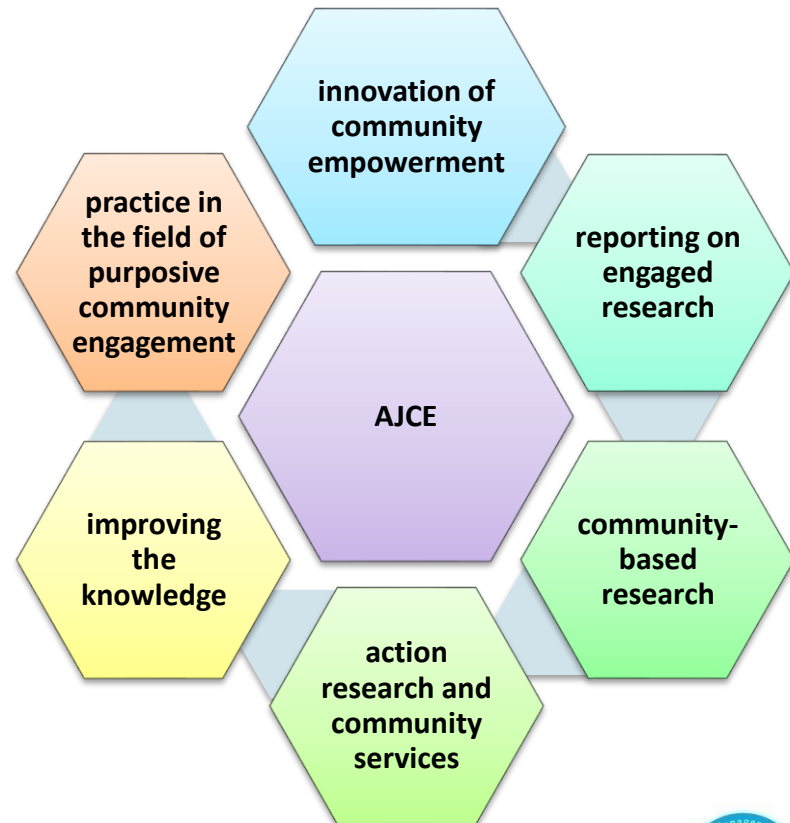 innovation of
community
empowerment
reporting on
engaged
research
community-
based
research
action
research and
community
services
improving
the
knowledge
practice in
the field of
purposive
community
engagement
AJCE